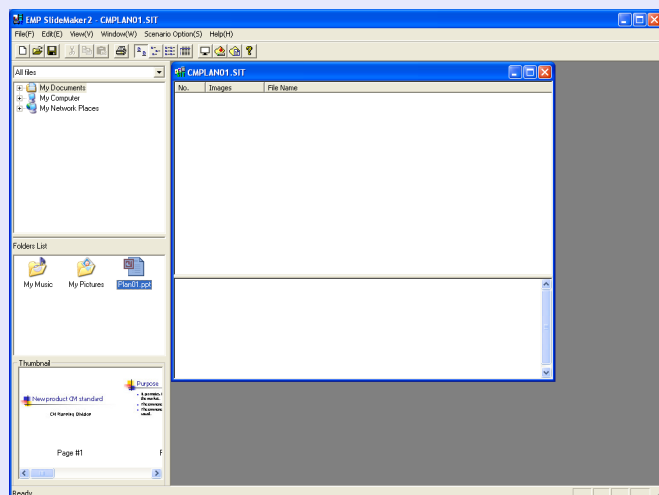 EMP SlideMaker2 - CMPLAN01.SIT
File(F) Edit(E) View(V) Window(W) Scenario Option(S) Help(H)
All files
My Documents
My Computer
My Network Places
CMPLAN01.SIT
No. Images File Name
Folders List
My Music My Pictures Plan01.ppt
Thumbnail
New product CM standard
CM Planning Division
Page #1
Purpose
Ready